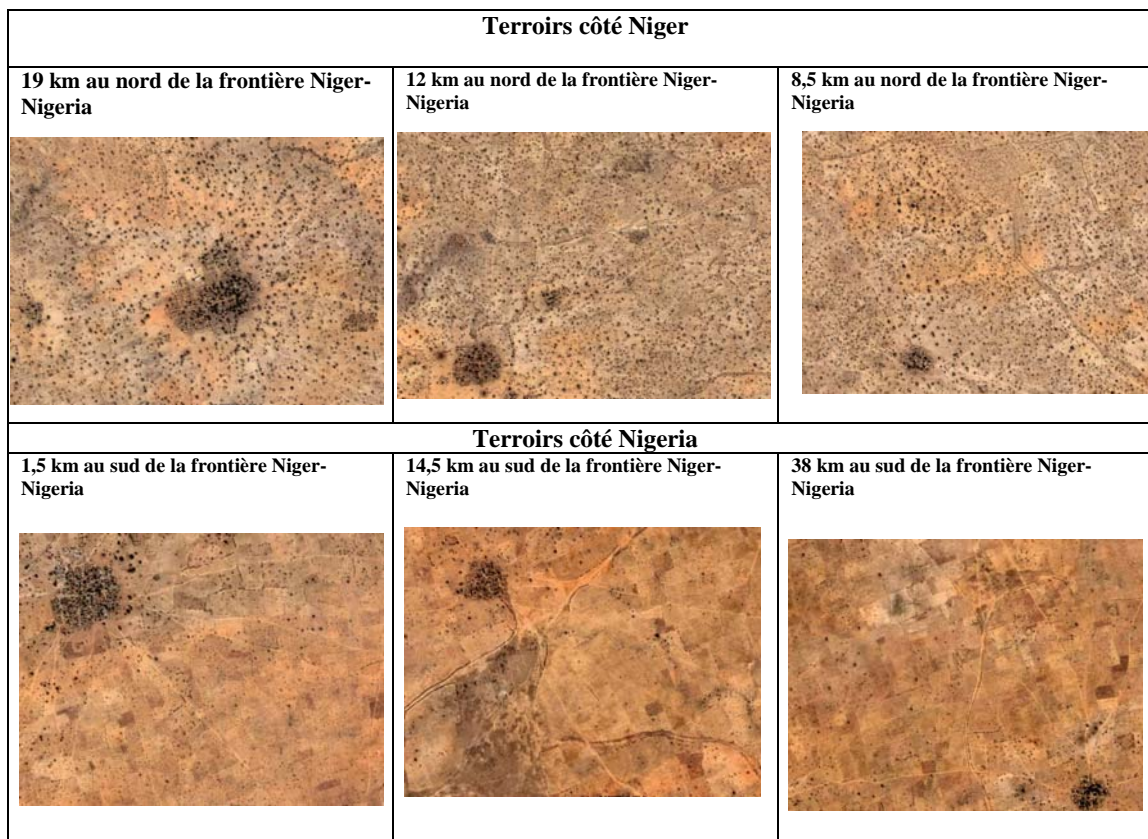 Terroirs côté Niger
19 km au nord de la frontière Niger-
Nigeria
12 km au nord de la frontière Niger-
Nigeria
8,5 km au nord de la frontière Niger-
Nigeria
Terroirs côté Nigeria
1,5 km au sud de la frontière Niger-
Nigeria
14,5 km au sud de la frontière Niger-
Nigeria
38 km au sud de la frontière Niger-
Nigeria